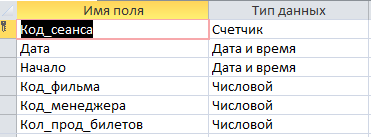 Имя поля Тип данных
Код_сеанса Счетчик
Дата Дата и время
Начало Дата и время
Код_фильма Числовой
Код_менеджера Числовой
Кол_прод_билетов Числовой